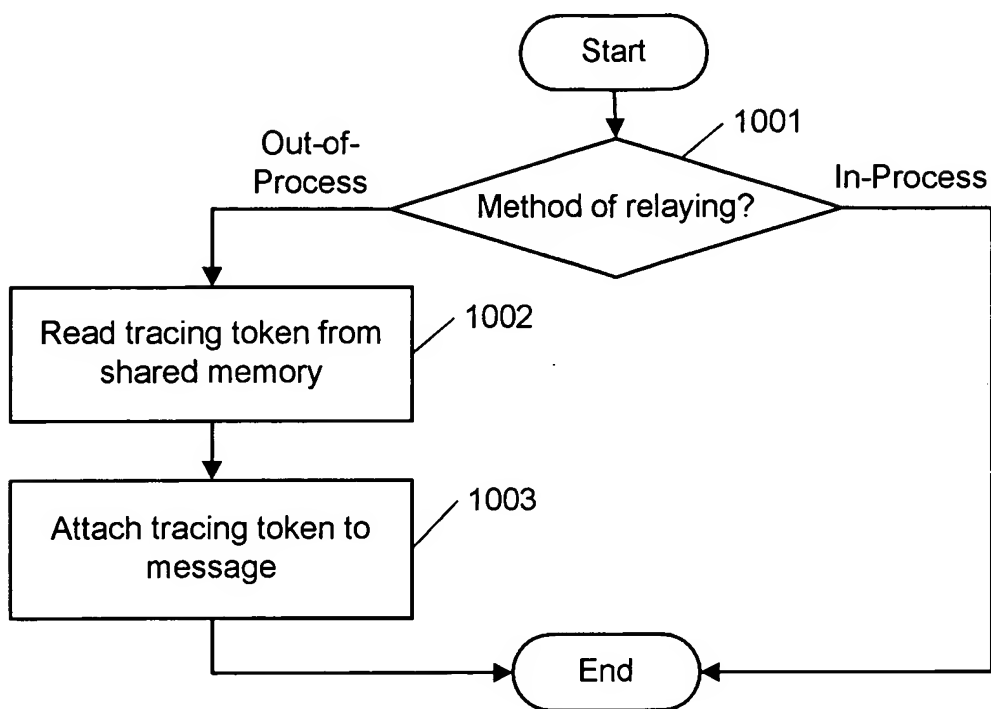 Start
1001
Out-of-
Process
In-Process
Method of relaying?
1002
Read tracing token from
shared memory
1003
Attach tracing token to
message
End